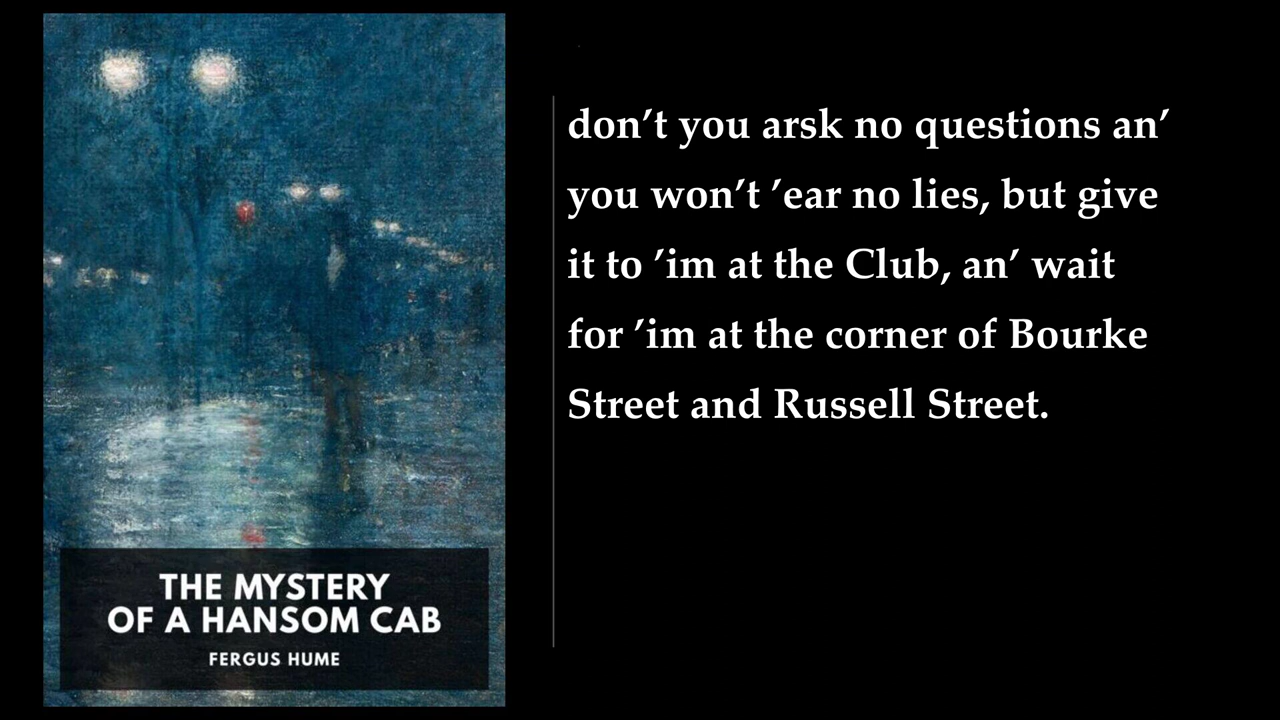 don’t you arsk no questions an’
you won’t ’ear no lies, but give
it to ’im at the Club, an’ wait
for ’im at the corner of Bourke
Street and Russell Street.
THE MYSTERY
OF A HANSOM CAB
FERGUS HUME